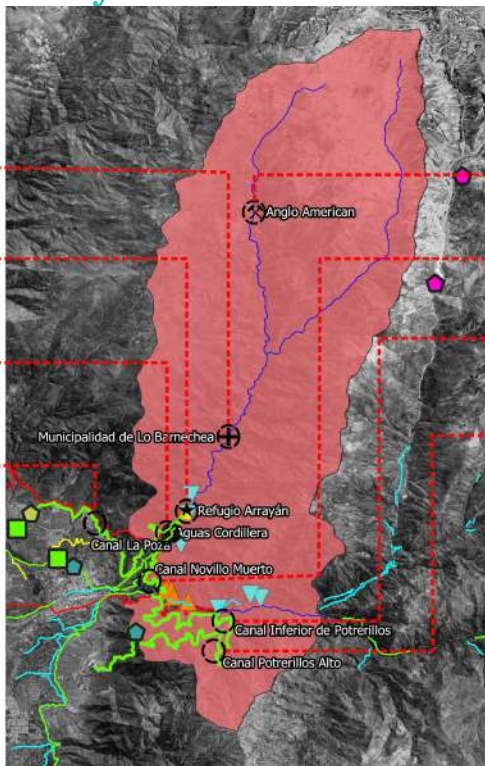 Anglo American
Municipalidad de Lo Barnechea
Refugio Arrayán
Aguas Cordillera
Canal La Poza
Canal Novillo Muerto
Canal Inferior de Potrerillos
Canal Potrerillos Alto